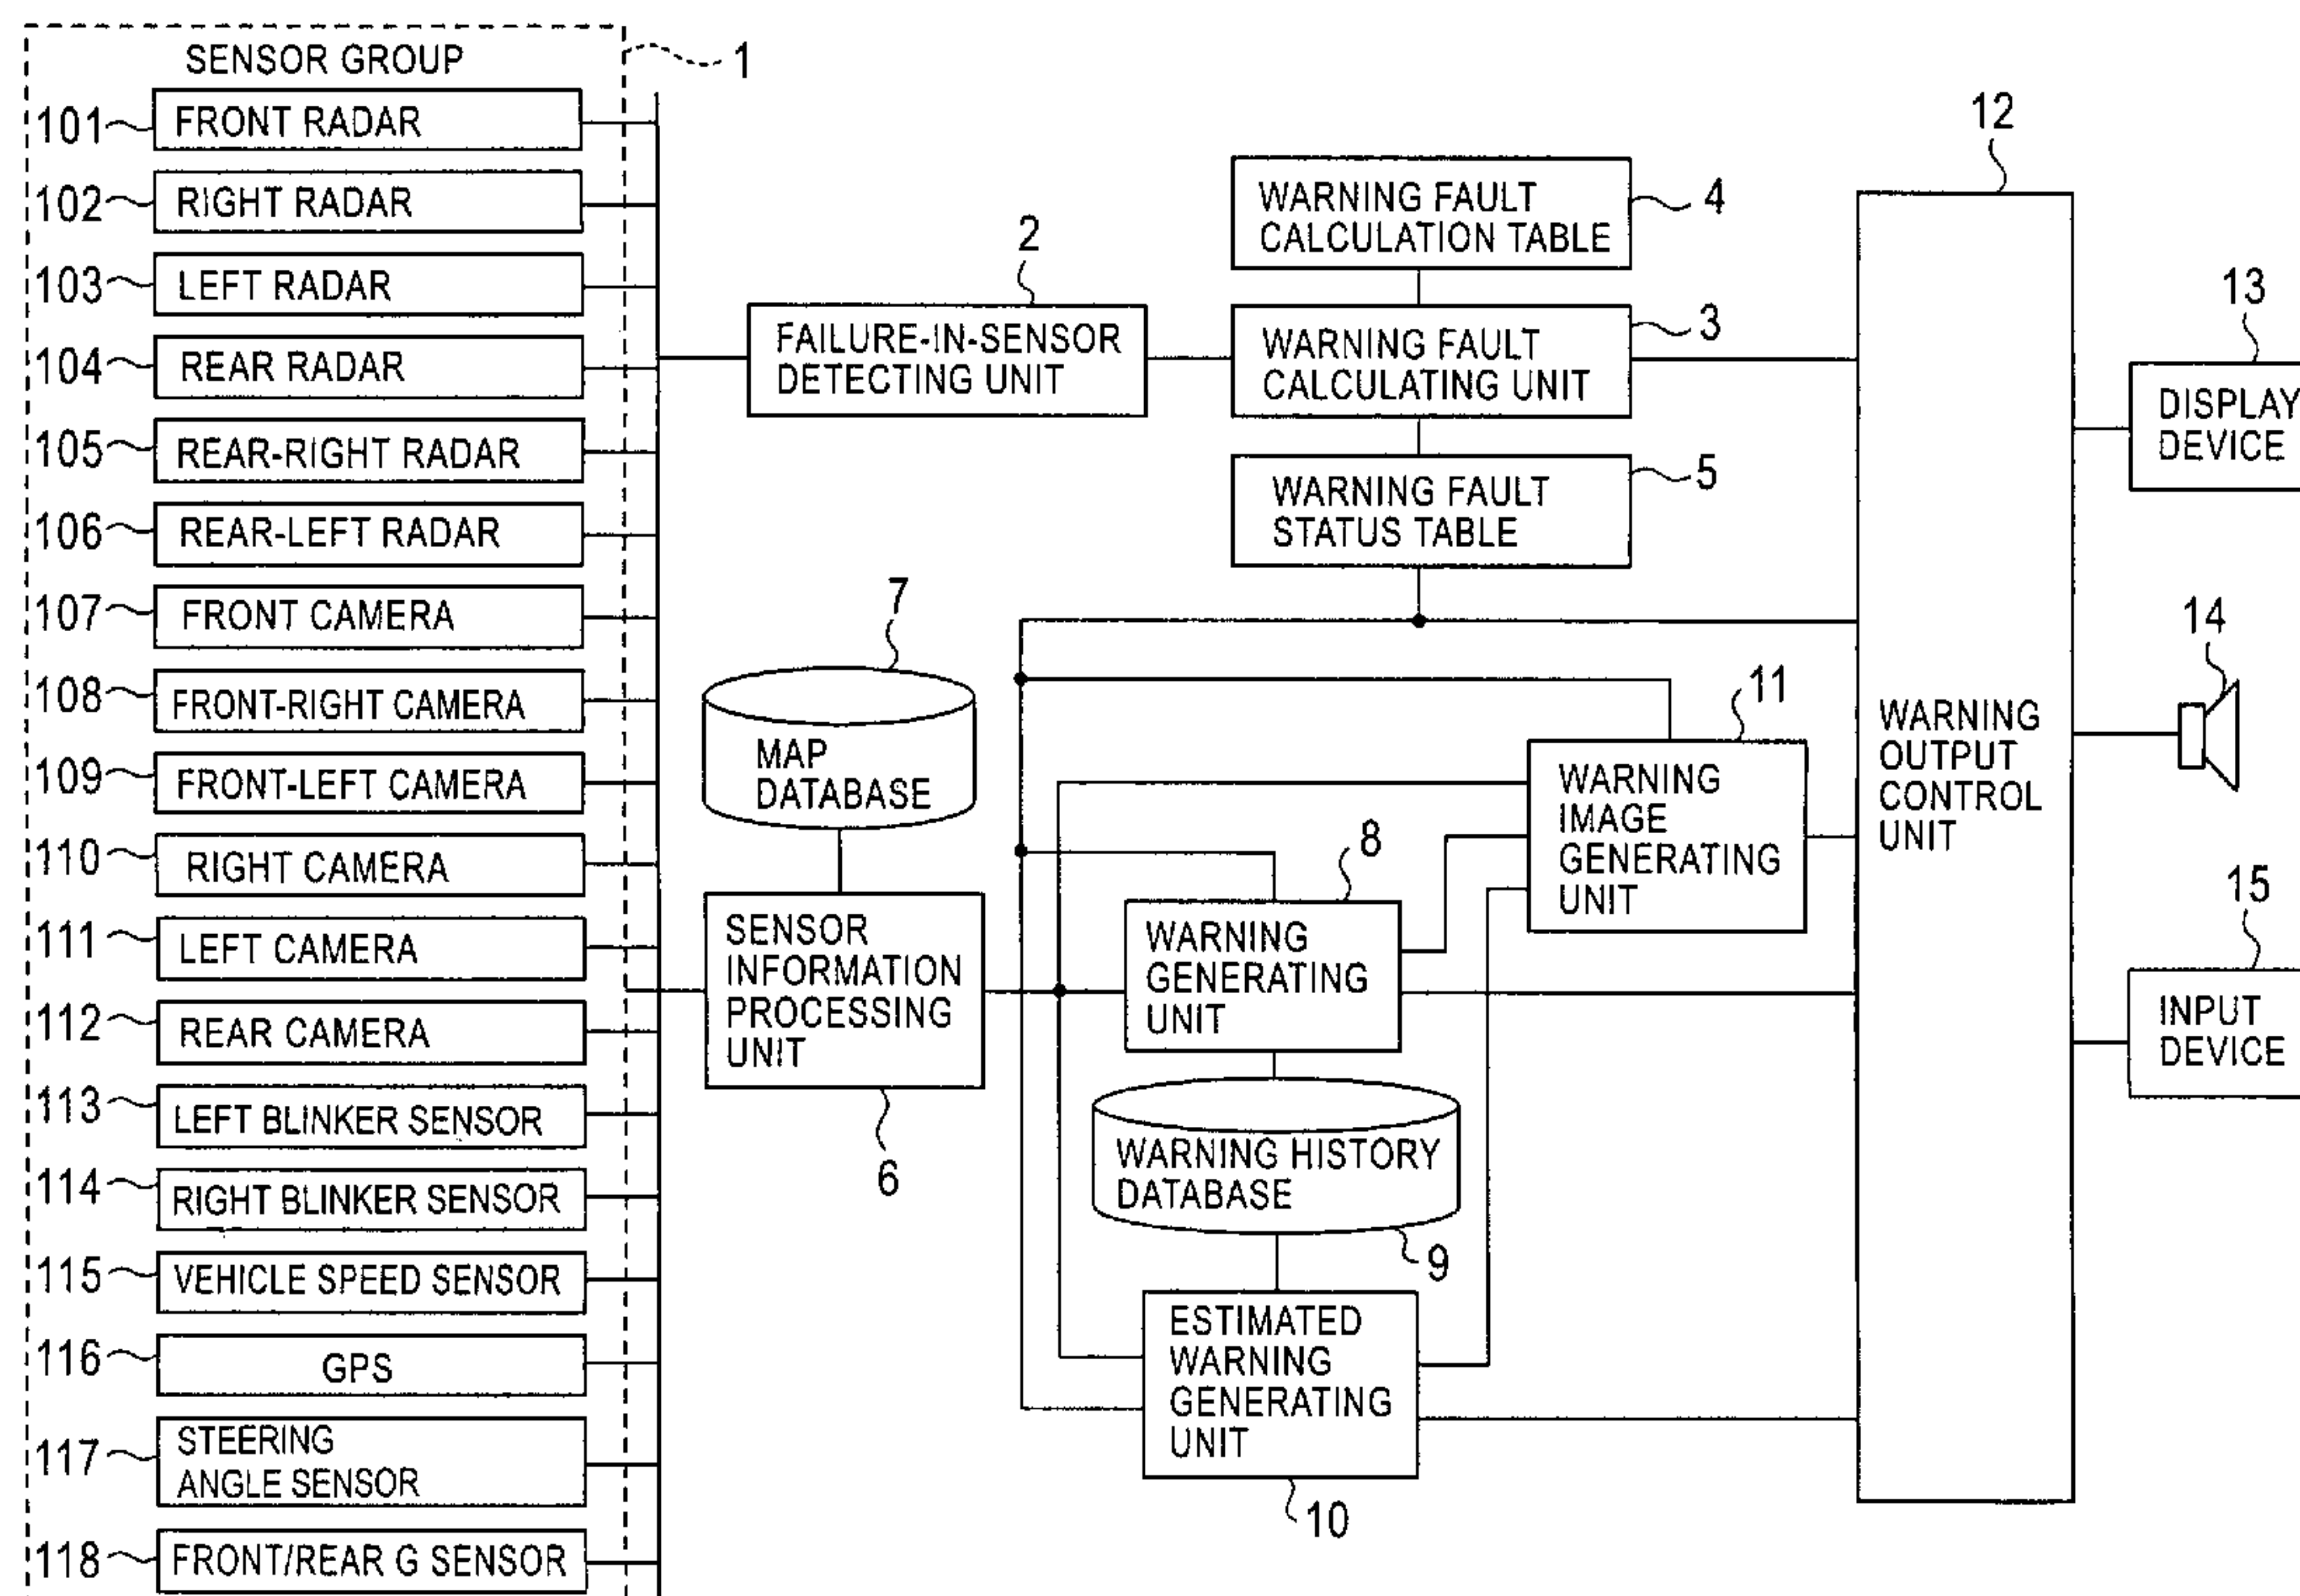 SENSOR GROUP
1
101 FRONT RADAR
102 RIGHT RADAR
103 LEFT RADAR
104 REAR RADAR
105 REAR-RIGHT RADAR
106 REAR-LEFT RADAR
107 FRONT CAMERA
108 FRONT-RIGHT CAMERA
109 FRONT-LEFT CAMERA
110 RIGHT CAMERA
111 LEFT CAMERA
112 REAR CAMERA
113 LEFT BLINKER SENSOR
114 RIGHT BLINKER SENSOR
115 VEHICLE SPEED SENSOR
116 GPS
117 STEERING
ANGLE SENSOR
118 FRONT/REAR G SENSOR
2
FAILURE-IN-SENSOR
DETECTING UNIT
WARNING FAULT
CALCULATION TABLE
4
WARNING FAULT
CALCULATING UNIT
3
WARNING FAULT
STATUS TABLE
5
7
MAP
DATABASE
SENSOR
INFORMATION
PROCESSING
UNIT
6
8
WARNING
GENERATING
UNIT
WARNING HISTORY
DATABASE
9
ESTIMATED
WARNING
GENERATING
UNIT
10
11
WARNING
IMAGE
GENERATING
UNIT
12
WARNING
OUTPUT
CONTROL
UNIT
13
DISPLAY
DEVICE
14
15
INPUT
DEVICE